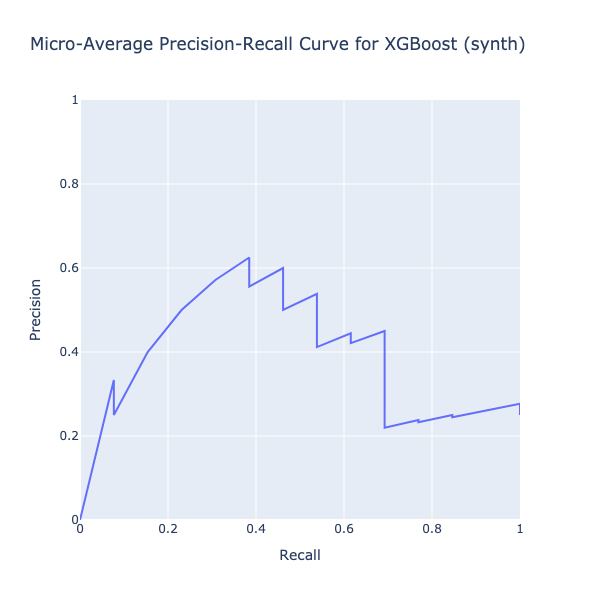 Micro-Average Precision-Recall Curve for XGBoost (synth)
1
0.8
0.6
0.4
0.2
0
Precision
0 0.2 0.4 0.6 0.8 1
Recall